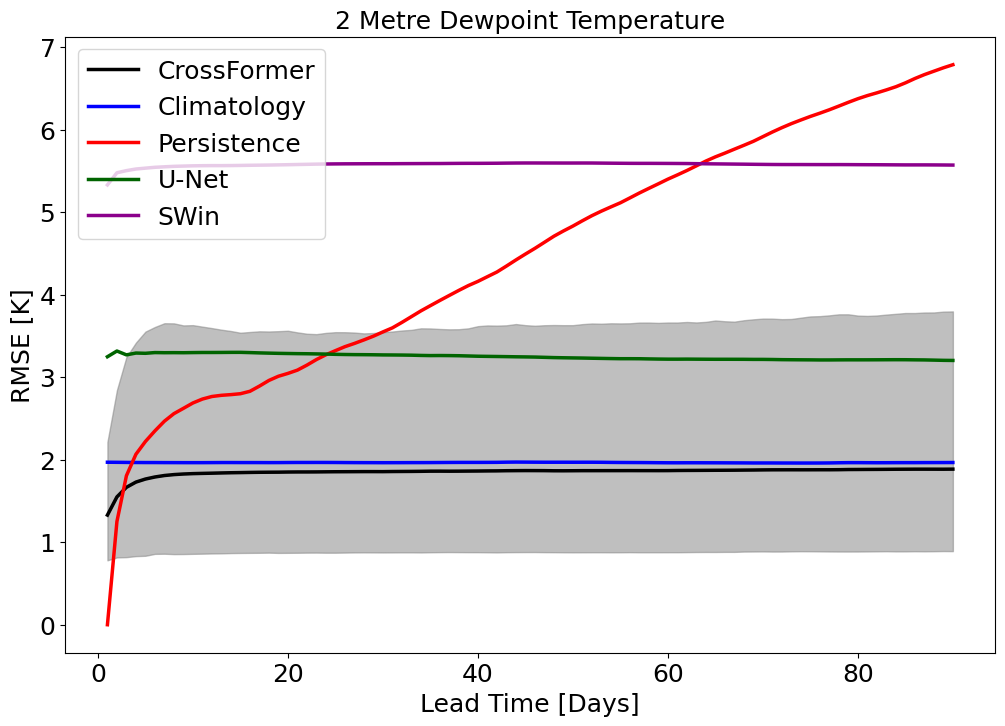 2 Metre Dewpoint Temperature
7
6
5
4
3
2
1
0
RMSE [K]
CrossFormer
Climatology
Persistence
U-Net
SWin
0 20 40 60 80
Lead Time [Days]